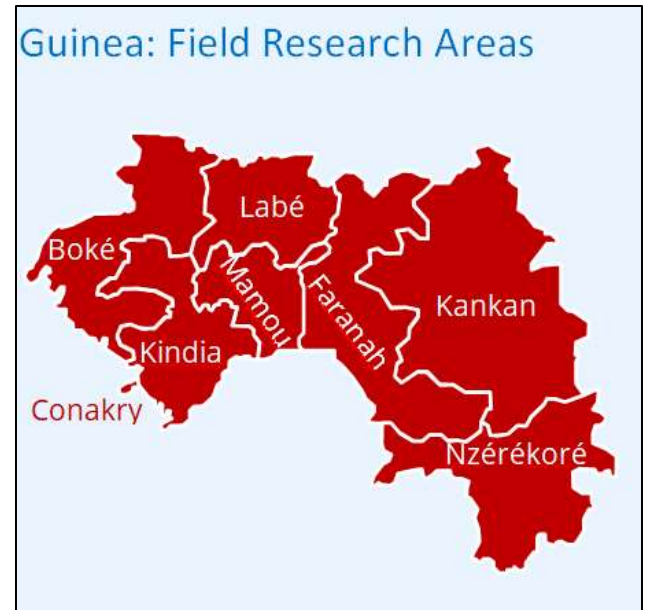 Guinea: Field Research Areas
Labé
Boké
Mamou
Faranah
Kankan
Kindia
Conakry
Nzérékoré